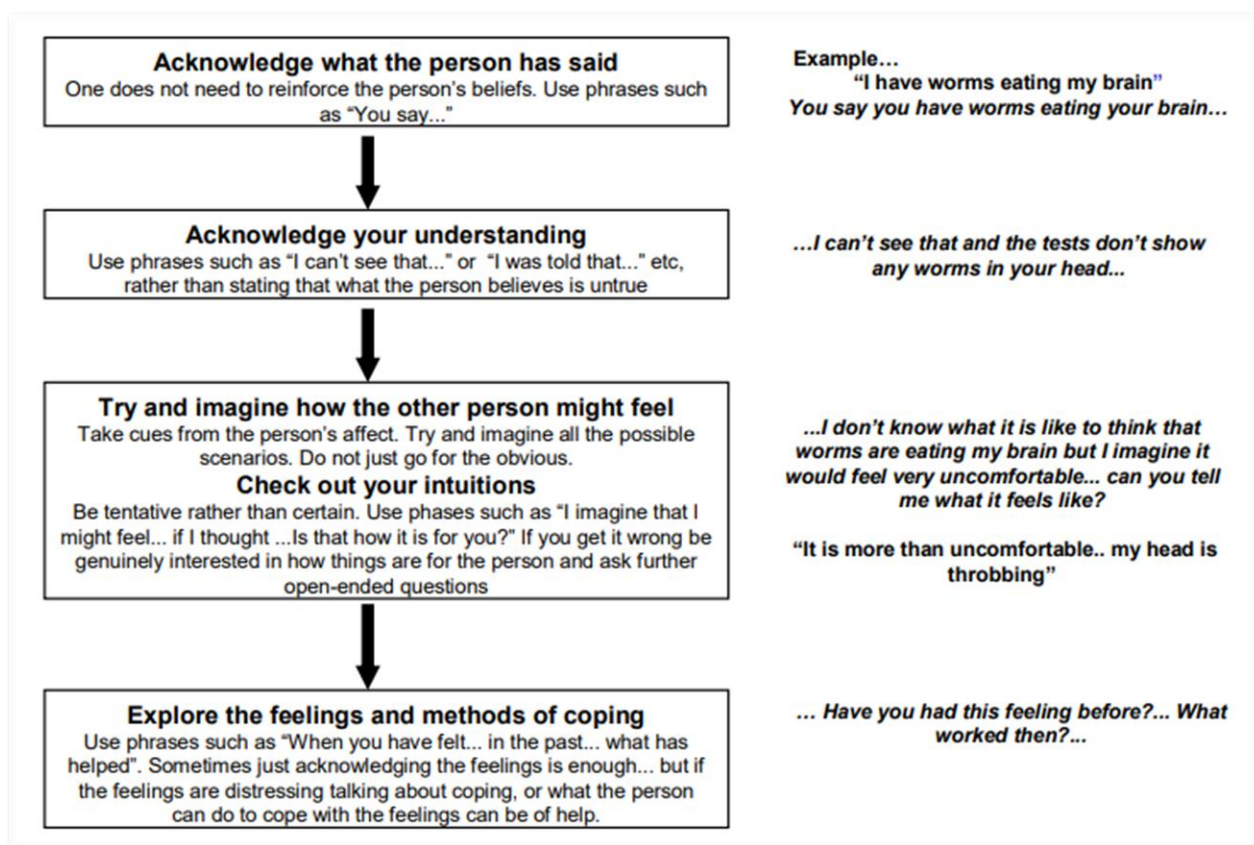 Acknowledge what the person has said
One does not need to reinforce the person's beliefs. Use phrases such
as “You say...”
Example…
“I have worms eating my brain”
You say you have worms eating your brain…
Acknowledge your understanding
Use phrases such as “I can't see that...” or “I was told that...” etc,
rather than stating that what the person believes is untrue
...I can't see that and the tests don't show
any worms in your head...
Try and imagine how the other person might feel
Take cues from the person's affect. Try and imagine all the possible
scenarios. Do not just go for the obvious.
Check out your intuitions
Be tentative rather than certain. Use phases such as “I imagine that I
might feel... if I thought ...Is that how it is for you?” If you get it wrong be
genuinely interested in how things are for the person and ask further
open-ended questions
...I don't know what it is like to think that
worms are eating my brain but I imagine it
would feel very uncomfortable... can you tell
me what it feels like?
“It is more than uncomfortable.. my head is
throbbing”
Explore the feelings and methods of coping
Use phrases such as “When you have felt... in the past... what has
helped”. Sometimes just acknowledging the feelings is enough... but if
the feelings are distressing talking about coping, or what the person
can do to cope with the feelings can be of help.
... Have you had this feeling before?... What
worked then?...